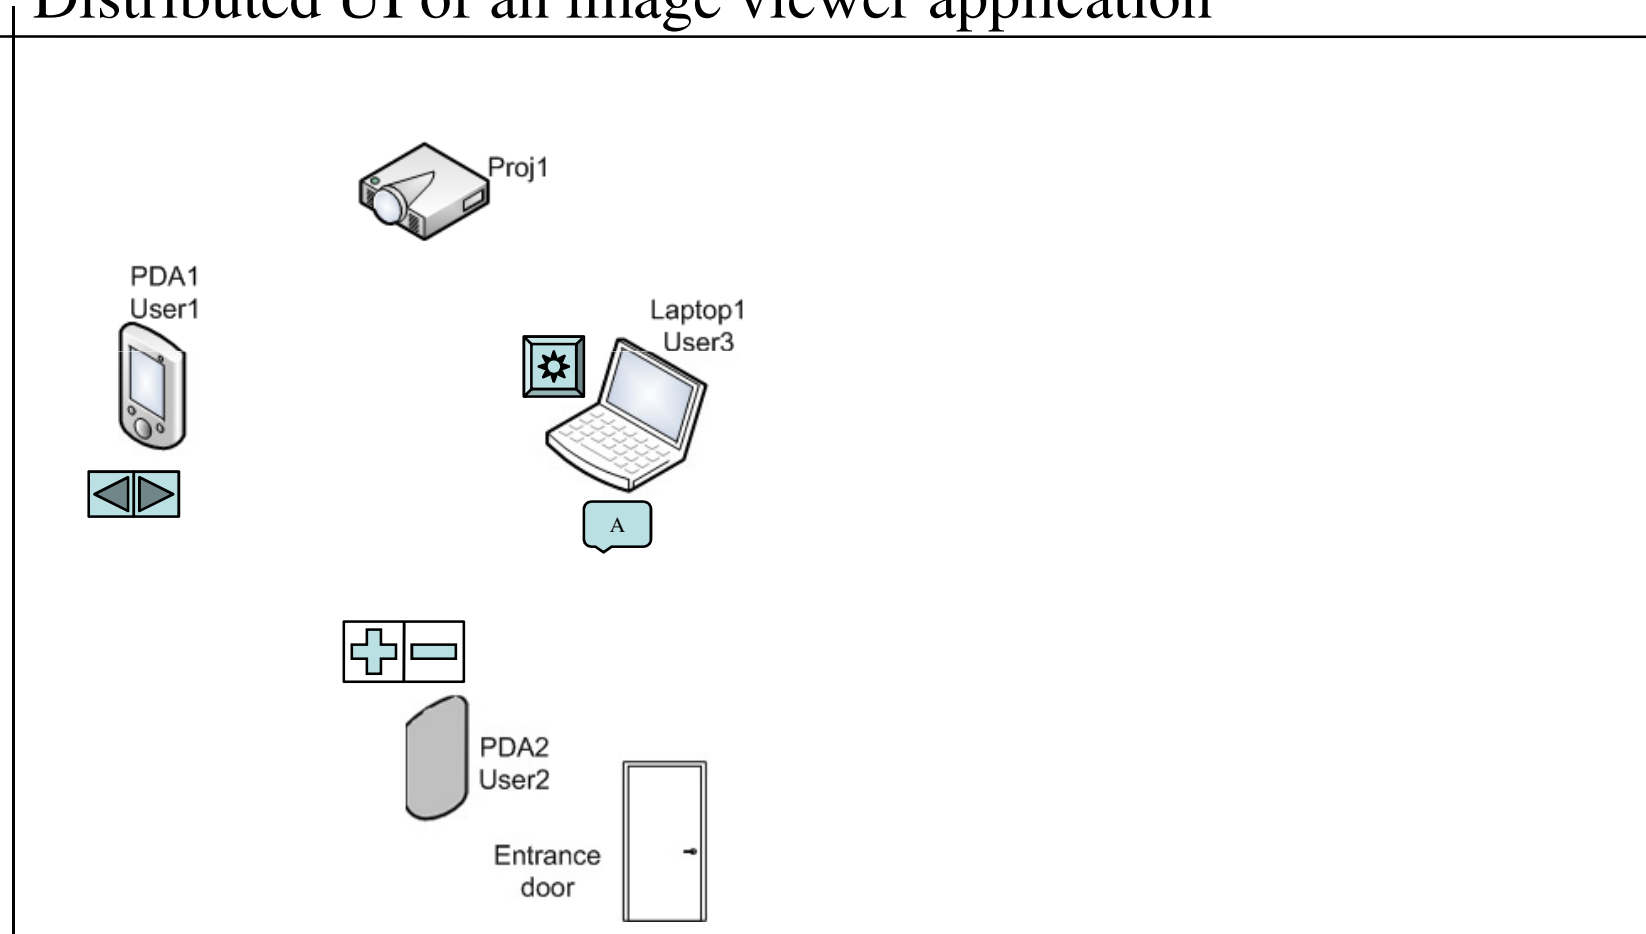 Distributed UI of an image viewer application
Proj1
PDA1
User1
Laptop1
User3
A
PDA2
User2
Entrance
door